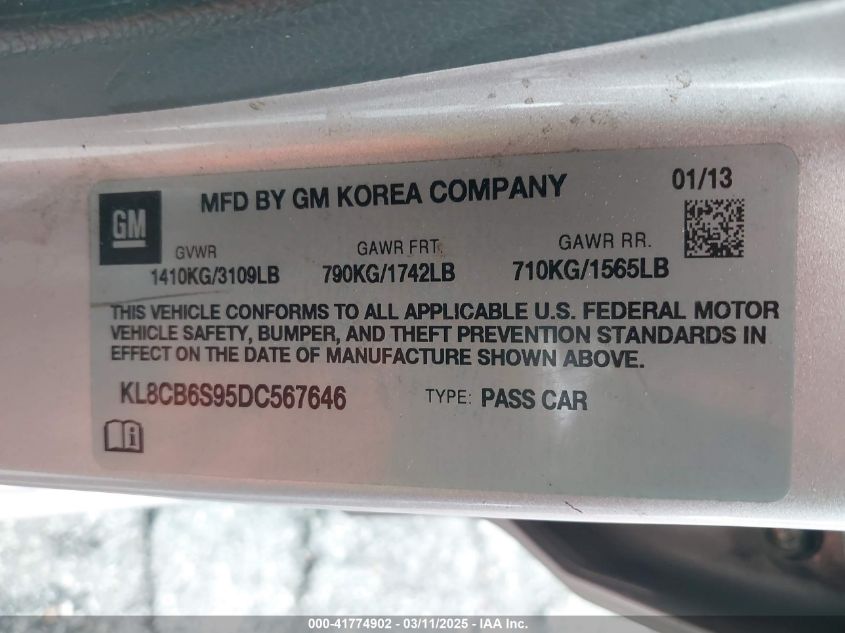 GM
MFD BY GM KOREA COMPANY
01/13
GVWR
1410KG/3109LB
GAWR FRT.
790KG/1742LB
GAWR RR.
710KG/1565LB
THIS VEHICLE CONFORMS TO ALL APPLICABLE U.S. FEDERAL MOTOR
VEHICLE SAFETY, BUMPER, AND THEFT PREVENTION STANDARDS IN
EFFECT ON THE DATE OF MANUFACTURE SHOWN ABOVE.
KL8CB6S95DC567646
TYPE: PASS CAR
000-41774902 - 03/11/2025 - IAA Inc.